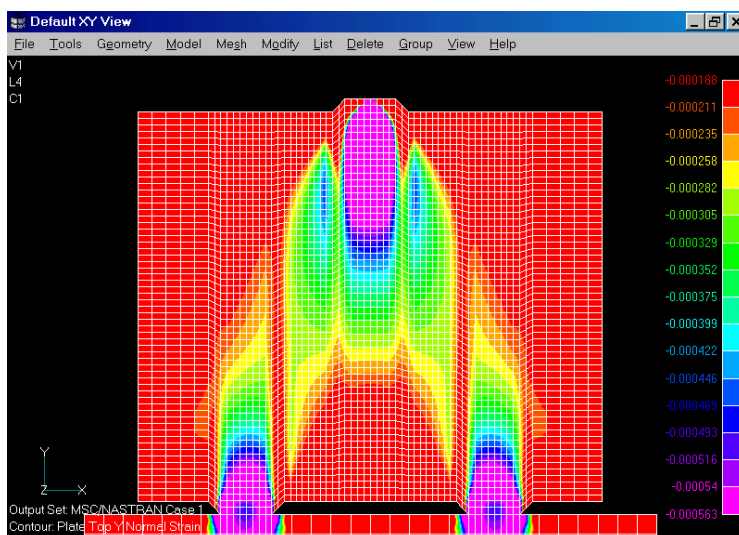 Default XY View
File Tools Geometry Model Mesh Modify List Delete Group View Help
V1
L4
C1
-0.000188
-0.000211
-0.000235
-0.000258
-0.000282
-0.000305
-0.000329
-0.000352
-0.000375
-0.000399
-0.000422
-0.000446
-0.000469
-0.000493
-0.000516
-0.00054
-0.000563
Y
Z X
Output Set: MSC/NASTRAN Case 1
Contour: Plate Top Y Normal Strain